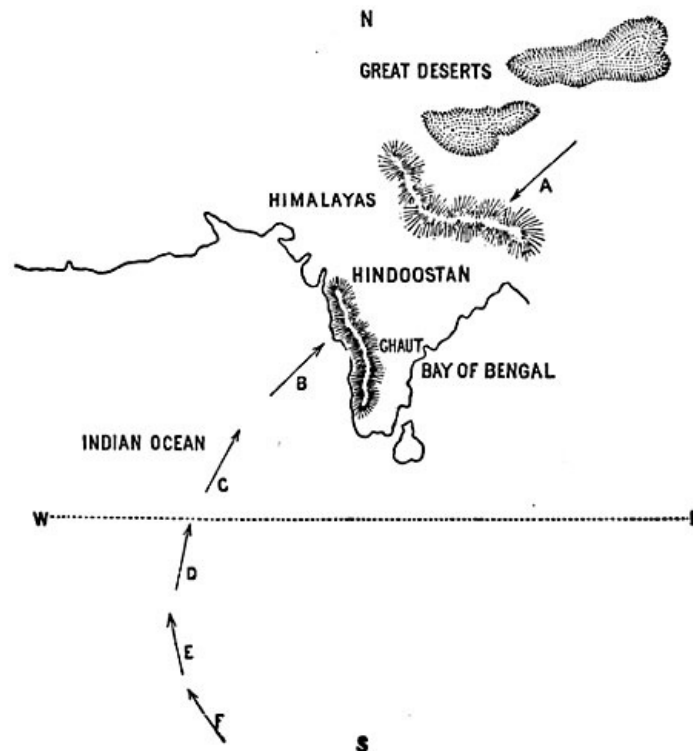 N
GREAT DESERTS
A
HIMALAYAS
HINDOOSTAN
GHAUT
B
BAY OF BENGAL
INDIAN OCEAN
C
W
D
E
F
S